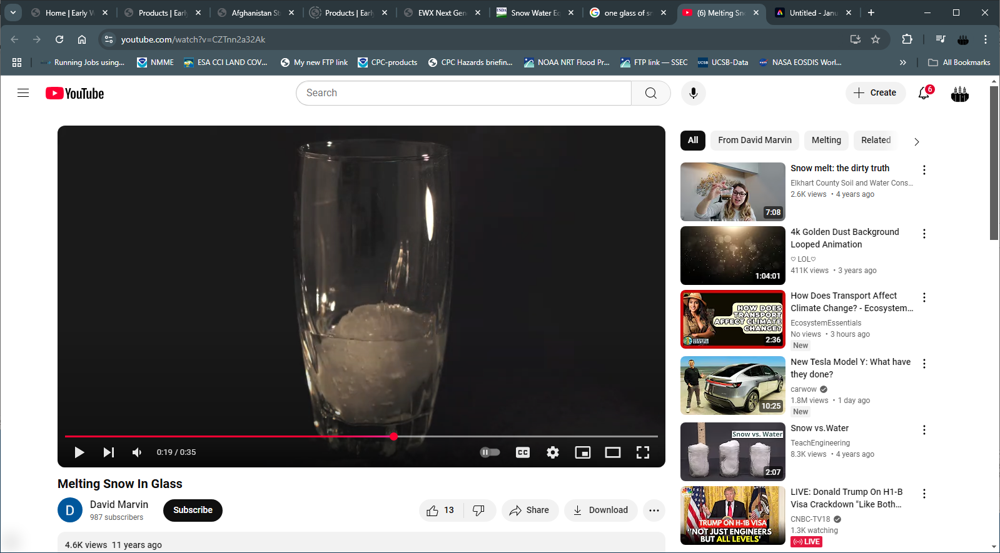 Home | Early W
Products | Early
Afghanistan St
Products | Early
EWX Next Gen
USDA
Snow Water Eq
one glass of sn
(6) Melting Sno
Untitled - Janu
youtube.com/watch?v=CZTnn2a32Ak
Running Jobs using...
NMME
ESA CCI LAND COV...
My new FTP link
CPC-products
CPC Hazards briefin...
NOAA NRT Flood Pr...
FTP link — SSEC
UCSB
UCSB-Data
NASA EOSDIS Worl...
»
All Bookmarks
YouTube
Search
Create
6
All
From David Marvin
Melting
Related
Snow melt: the dirty truth
Elkhart County Soil and Water Cons...
2.6K views • 4 years ago
7:08
4k Golden Dust Background
Looped Animation
♡ LOL♡
411K views • 3 years ago
1:04:01
HOW DOES
TRANSPORT
AFFECT CLIMATE
CHANGE?
2:36
How Does Transport Affect
Climate Change? - Ecosystem...
EcosystemEssentials
No views • 3 hours ago
New
New Tesla Model Y: What have
they done?
carwow
1.8M views • 1 day ago
New
10:25
Snow vs. Water
2:07
Snow vs.Water
TeachEngineering
8.3K views • 4 years ago
TRUMP ON H-1B VISA
"NOT JUST ENGINEERS
BUT ALL LEVELS'
LIVE: Donald Trump On H1-B
Visa Crackdown "Like Both...
CNBC-TV18
1.3K watching
LIVE
0:19 / 0:35
CC
Melting Snow In Glass
D
David Marvin
987 subscribers
Subscribe
13
Share
Download
4.6K views 11 years ago